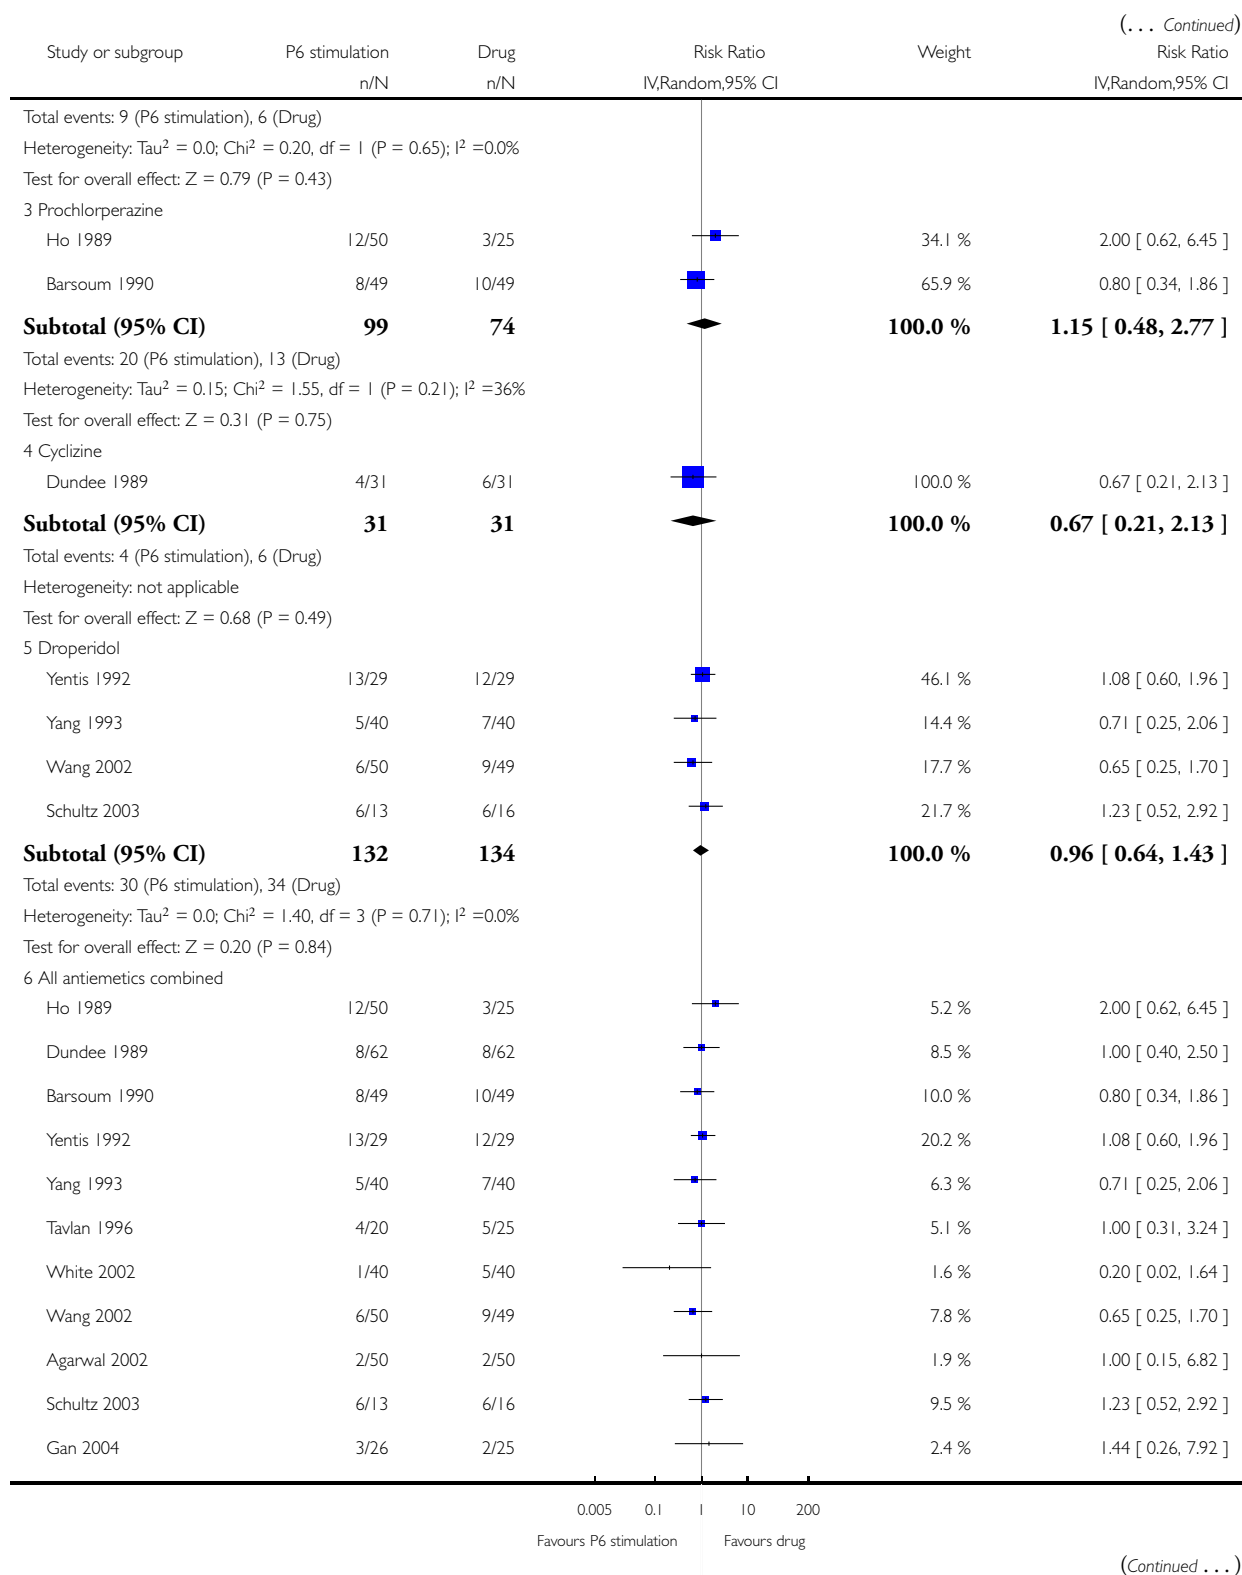 (... Continued)
Study or subgroup P6 stimulation Drug Risk Ratio Weight Risk Ratio
n/N n/N IV,Random,95% CI IV,Random,95% CI
Total events: 9 (P6 stimulation), 6 (Drug)
Heterogeneity: Tau² = 0.0; Chi² = 0.20, df = 1 (P = 0.65); I² =0.0%
Test for overall effect: Z = 0.79 (P = 0.43)
3 Prochlorperazine
Ho 1989 12/50 3/25 34.1 % 2.00 [ 0.62, 6.45 ]
Barsoum 1990 8/49 10/49 65.9 % 0.80 [ 0.34, 1.86 ]
Subtotal (95% CI) 99 74 100.0 % 1.15 [ 0.48, 2.77 ]
Total events: 20 (P6 stimulation), 13 (Drug)
Heterogeneity: Tau² = 0.15; Chi² = 1.55, df = 1 (P = 0.21); I² =36%
Test for overall effect: Z = 0.31 (P = 0.75)
4 Cyclizine
Dundee 1989 4/31 6/31 100.0 % 0.67 [ 0.21, 2.13 ]
Subtotal (95% CI) 31 31 100.0 % 0.67 [ 0.21, 2.13 ]
Total events: 4 (P6 stimulation), 6 (Drug)
Heterogeneity: not applicable
Test for overall effect: Z = 0.68 (P = 0.49)
5 Droperidol
Yentis 1992 13/29 12/29 46.1 % 1.08 [ 0.60, 1.96 ]
Yang 1993 5/40 7/40 14.4 % 0.71 [ 0.25, 2.06 ]
Wang 2002 6/50 9/49 17.7 % 0.65 [ 0.25, 1.70 ]
Schultz 2003 6/13 6/16 21.7 % 1.23 [ 0.52, 2.92 ]
Subtotal (95% CI) 132 134 100.0 % 0.96 [ 0.64, 1.43 ]
Total events: 30 (P6 stimulation), 34 (Drug)
Heterogeneity: Tau² = 0.0; Chi² = 1.40, df = 3 (P = 0.71); I² =0.0%
Test for overall effect: Z = 0.20 (P = 0.84)
6 All antiemetics combined
Ho 1989 12/50 3/25 5.2 % 2.00 [ 0.62, 6.45 ]
Dundee 1989 8/62 8/62 8.5 % 1.00 [ 0.40, 2.50 ]
Barsoum 1990 8/49 10/49 10.0 % 0.80 [ 0.34, 1.86 ]
Yentis 1992 13/29 12/29 20.2 % 1.08 [ 0.60, 1.96 ]
Yang 1993 5/40 7/40 6.3 % 0.71 [ 0.25, 2.06 ]
Tavlan 1996 4/20 5/25 5.1 % 1.00 [ 0.31, 3.24 ]
White 2002 1/40 5/40 1.6 % 0.20 [ 0.02, 1.64 ]
Wang 2002 6/50 9/49 7.8 % 0.65 [ 0.25, 1.70 ]
Agarwal 2002 2/50 2/50 1.9 % 1.00 [ 0.15, 6.82 ]
Schultz 2003 6/13 6/16 9.5 % 1.23 [ 0.52, 2.92 ]
Gan 2004 3/26 2/25 2.4 % 1.44 [ 0.26, 7.92 ]
0.005 0.1 1 10 200
Favours P6 stimulation Favours drug
(Continued ...)